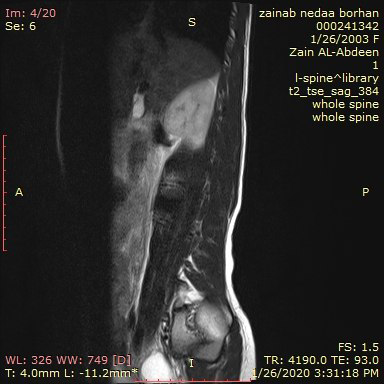 Im: 4/20
Se: 6
S
zainab nedaa borhan
000241342
1/26/2003 F
Zain AL-Abdeen
1
l-spine^library
t2_tse_sag_384
whole spine
whole spine
A
P
WL: 326 WW: 749 [D]
T: 4.0mm L: -11.2mm*
I
FS: 1.5
TR: 4190.0 TE: 93.0
1/26/2020 3:31:18 PM